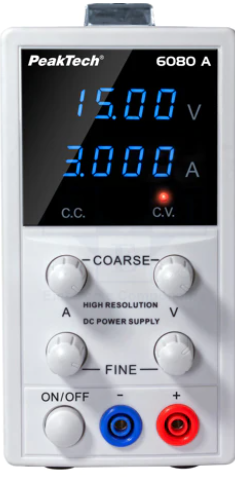 PeakTech® 6080 A
15.00 V
3.000 A
C.C. C.V.
COARSE
A V
HIGH RESOLUTION
DC POWER SUPPLY
FINE
ON/OFF - +